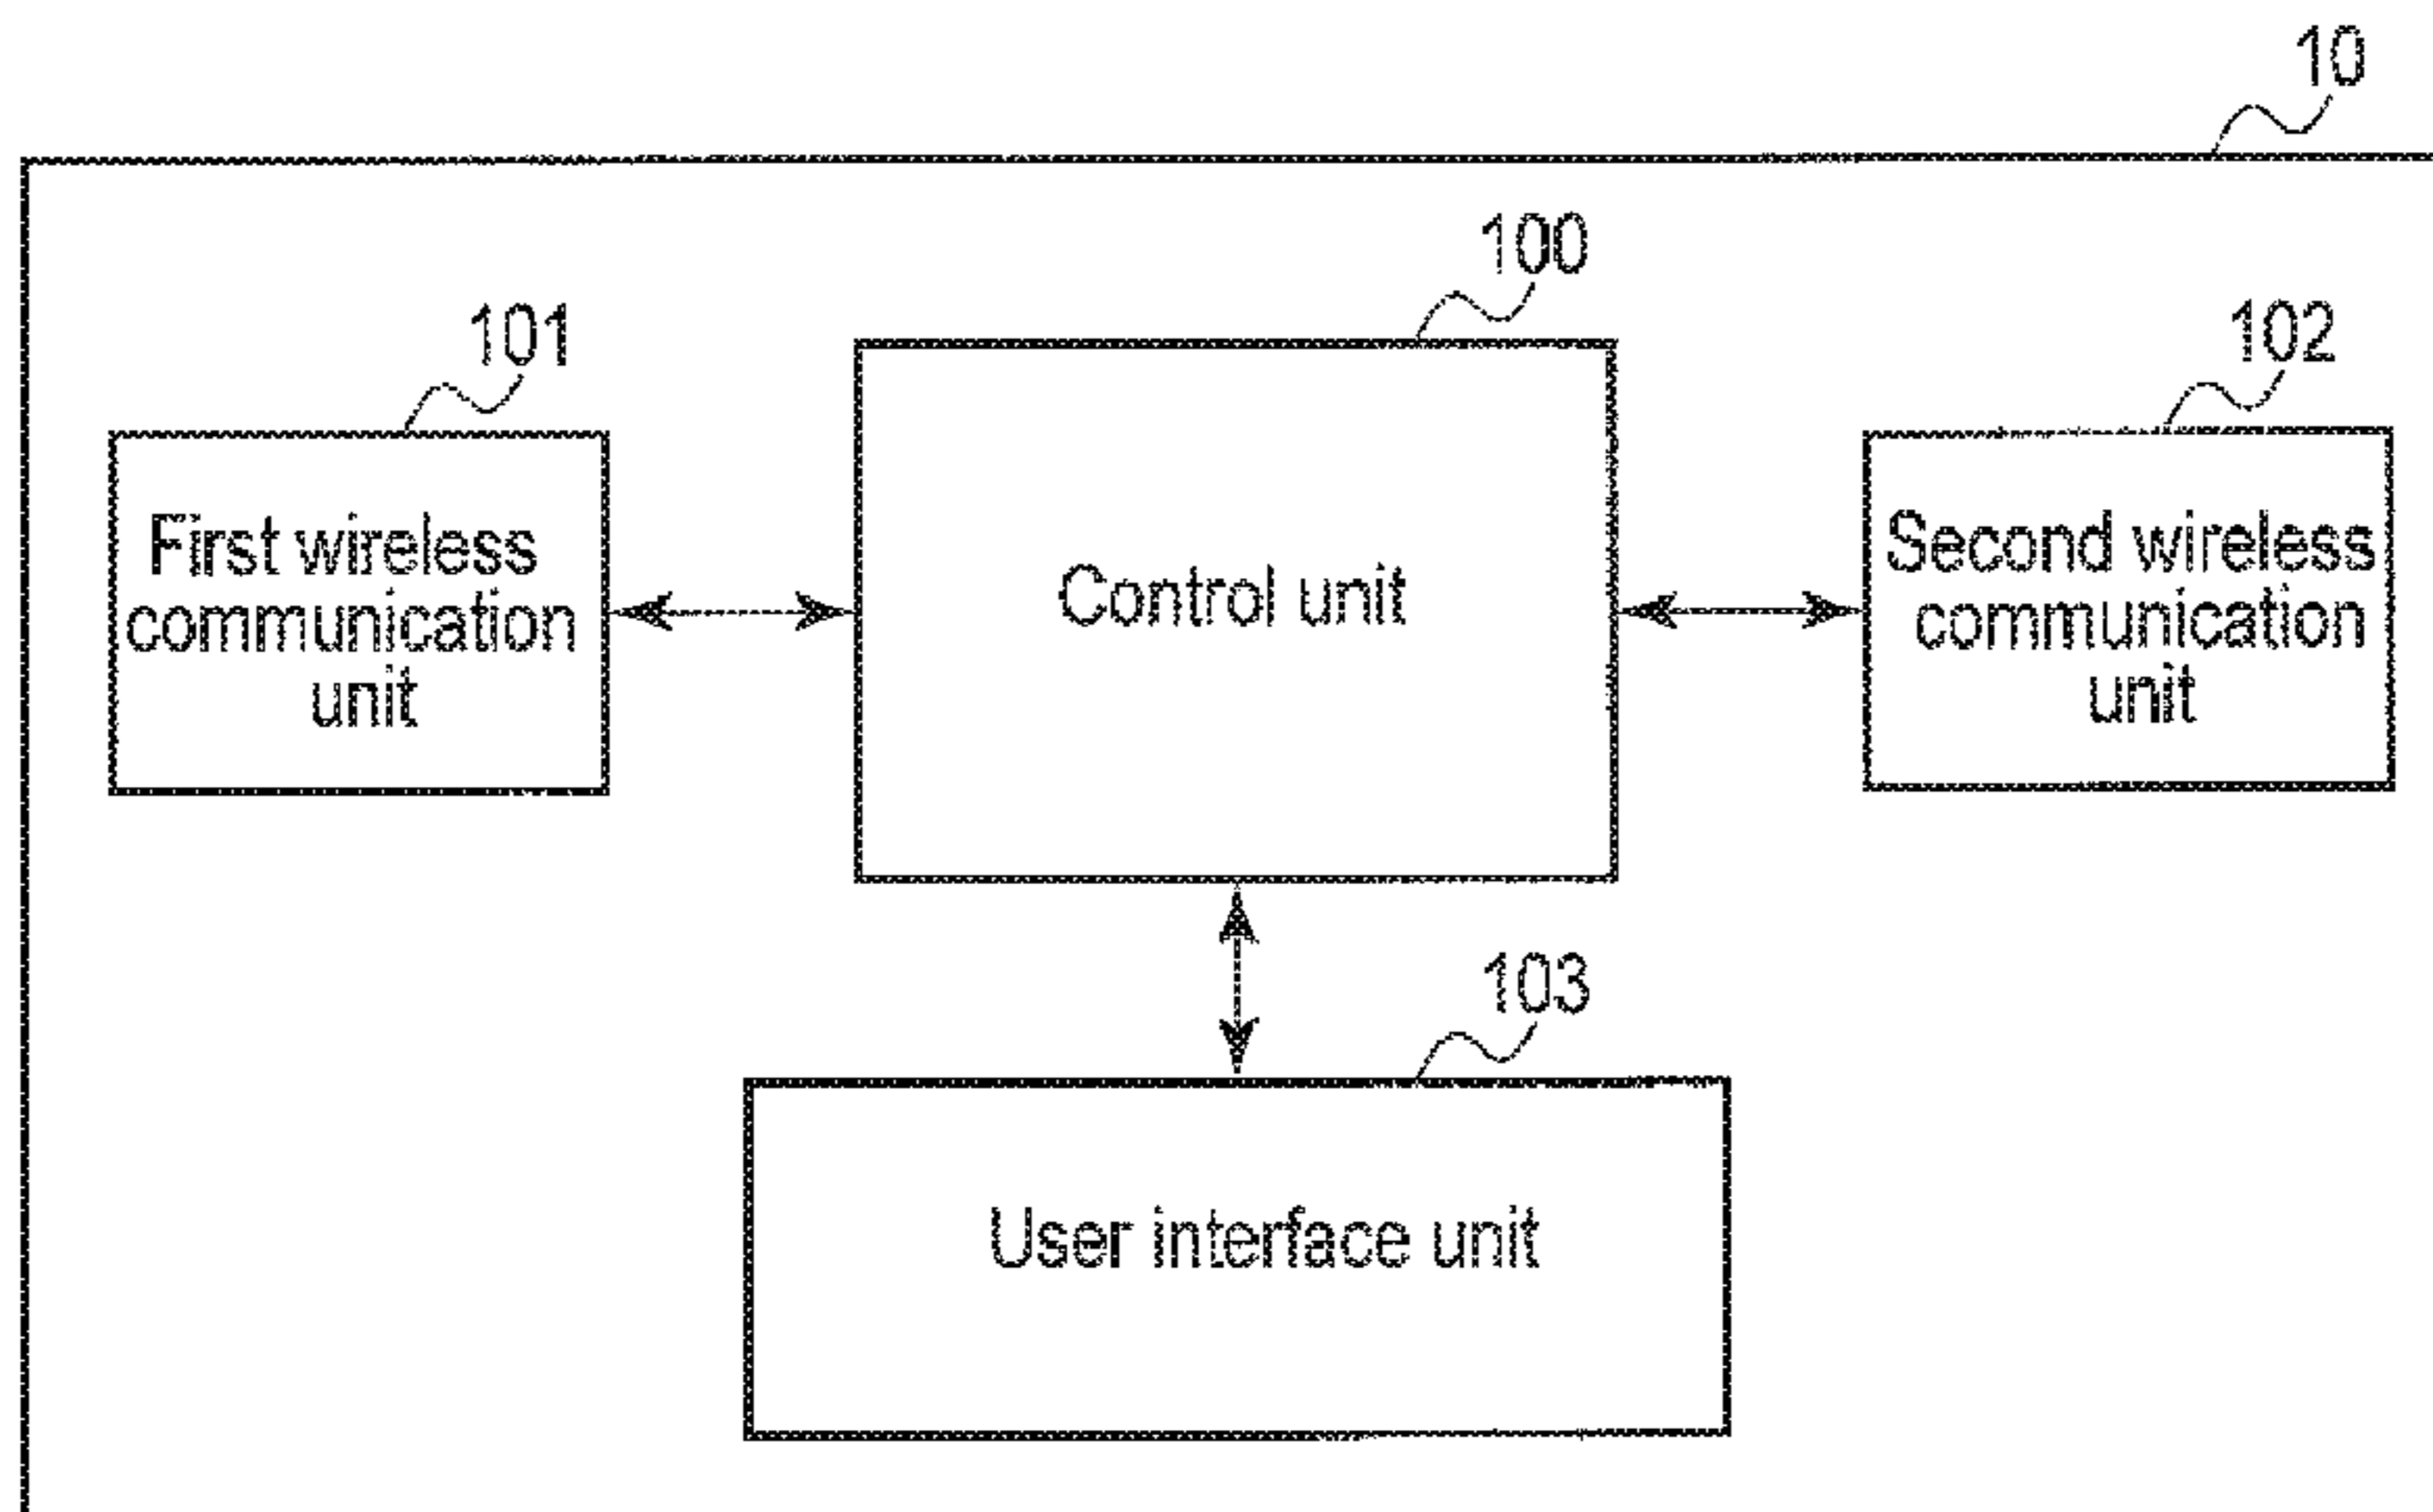 10
100
101
102
First wireless
communication
unit
Control unit
Second wireless
communication
unit
103
User interface unit